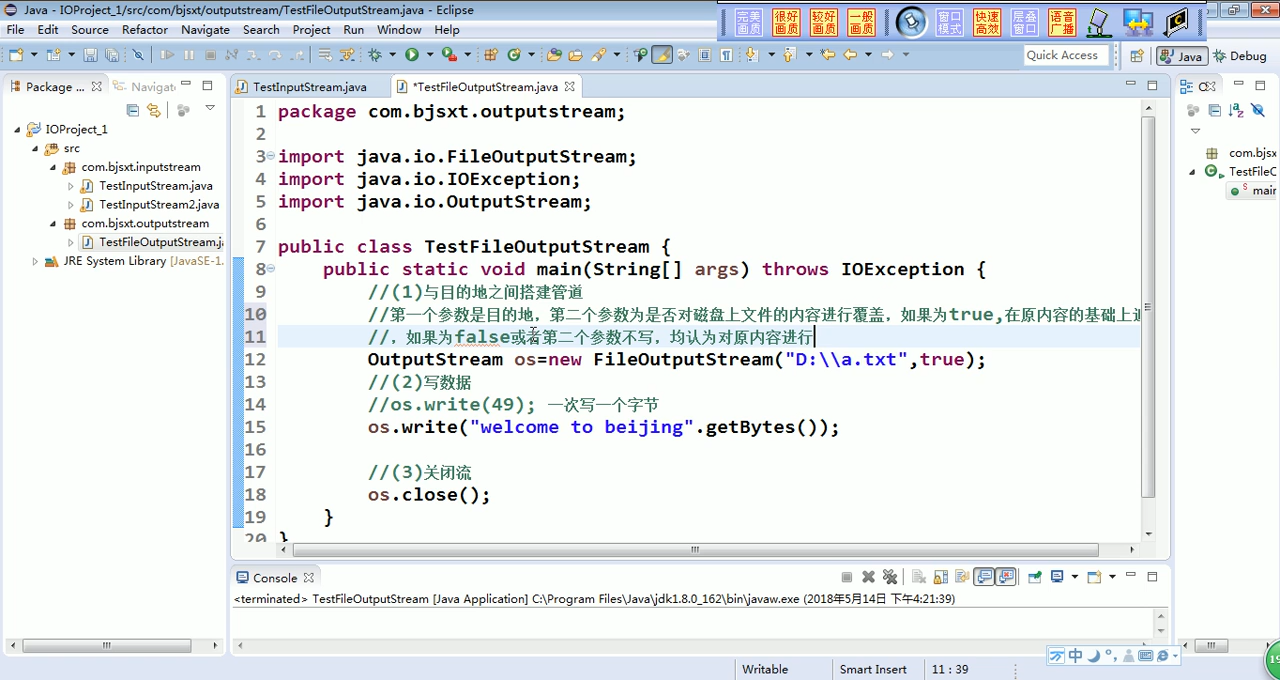 Java - IOProject_1/src/com/bjsxt/outputstream/TestFileOutputStream.java - Eclipse
完美画质 很好画质 较好画质 一般画质 窗口模式 快速高效 层叠窗口 语音广播
File Edit Source Refactor Navigate Search Project Run Window Help
Quick Access Java Debug
Package ... Navigat
TestInputStream.java *TestFileOutputStream.java
IOProject_1
src
com.bjsxt.inputstream
TestInputStream.java
TestInputStream2.java
com.bjsxt.outputstream
TestFileOutputStream.j
JRE System Library [JavaSE-1.
1 package com.bjsxt.outputstream;
2
3 import java.io.FileOutputStream;
4 import java.io.IOException;
5 import java.io.OutputStream;
6
7 public class TestFileOutputStream {
8 public static void main(String[] args) throws IOException {
9 //(1)与目的地之间搭建管道
10 //第一个参数是目的地，第二个参数为是否对磁盘上文件的内容进行覆盖，如果为true,在原内容的基础上
11 //，如果为false或者第二个参数不写，均认为对原内容进行
12 OutputStream os=new FileOutputStream("D:\\a.txt",true);
13 //(2)写数据
14 //os.write(49); 一次写一个字节
15 os.write("welcome to beijing".getBytes());
16
17 //(3)关闭流
18 os.close();
19 }
20 }
com.bjsx
TestFileC
main
Console
<terminated> TestFileOutputStream [Java Application] C:\Program Files\Java\jdk1.8.0_162\bin\javaw.exe (2018年5月14日 下午4:21:39)
中
Writable Smart Insert 11 : 39